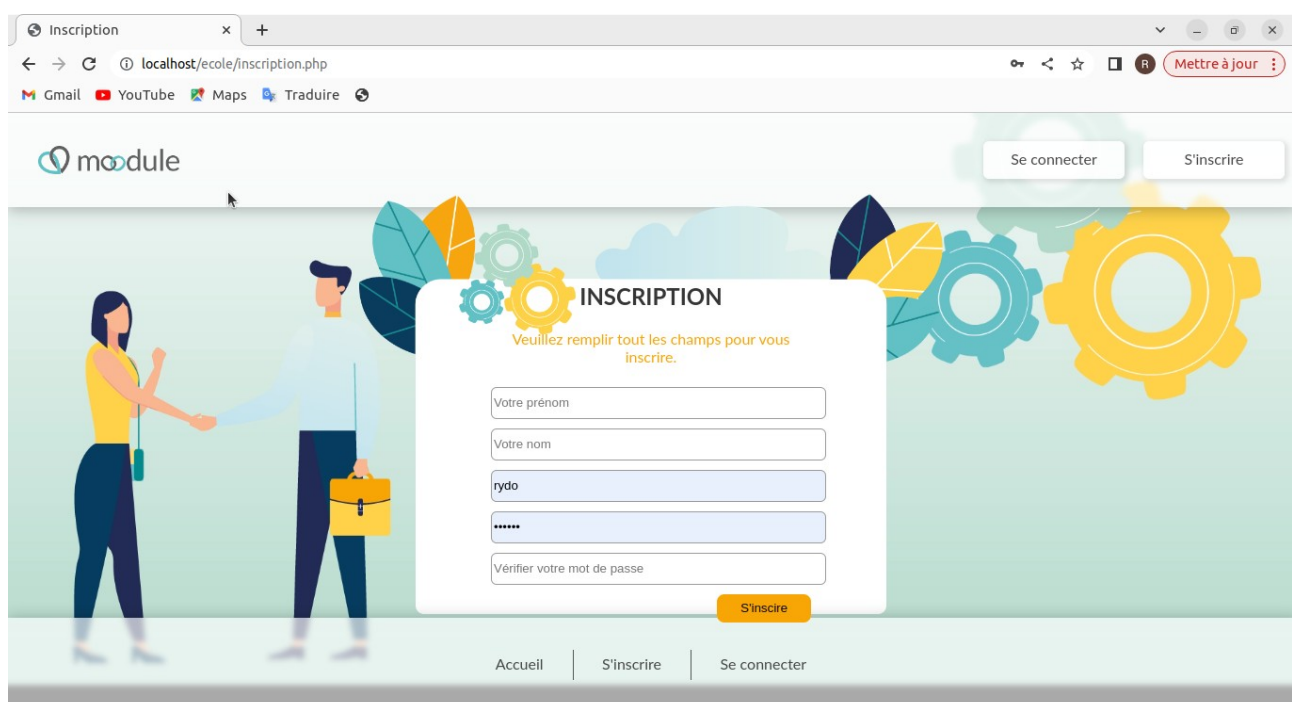 Inscription
localhost/ecole/inscription.php
R
Mettre à jour
Gmail YouTube Maps Traduire
moodule
Se connecter S'inscrire
INSCRIPTION
Veuillez remplir tout les champs pour vous
inscire.
Votre prénom
Votre nom
rydo
••••••
Vérifier votre mot de passe
S'inscire
Accueil S'inscrire Se connecter